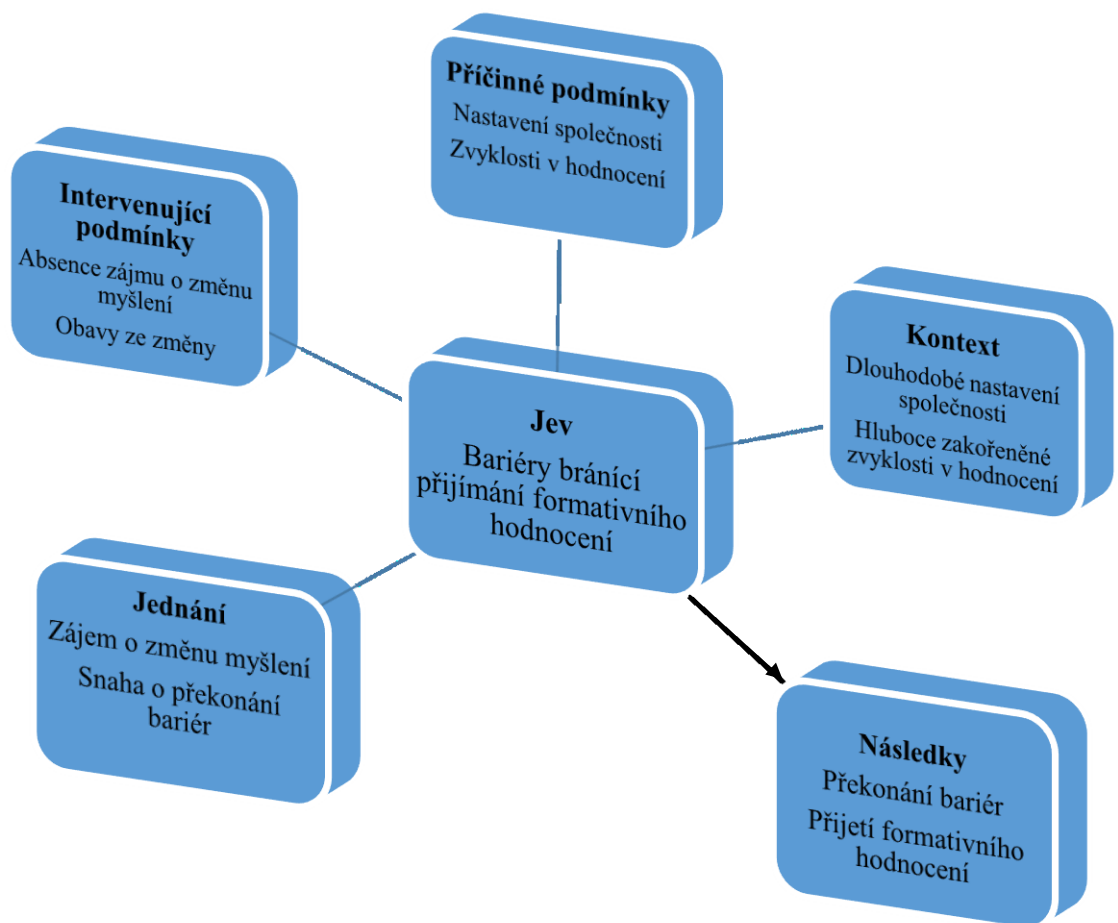 Příčinné podmínky
Nastavení společnosti
Zvyklosti v hodnocení
Intervenující
podmínky
Absence zájmu o změnu
myšlení
Obavy ze změny
Kontext
Dlouhodobé nastavení
společnosti
Hluboce zakořeněné
zvyklosti v hodnocení
Jev
Bariéry bránící
přijímání formativního
hodnocení
Jednání
Zájem o změnu myšlení
Snaha o překonání
bariér
Následky
Překonání bariér
Přijetí formativního
hodnocení